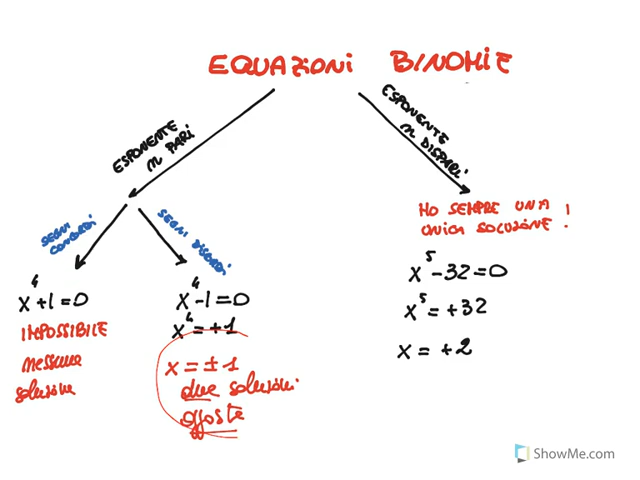 EQUAZIONI BINOMIE
ESPONENTE
n PARI
ESPONENTE
n DISPARI
SEGNI
CONCORDI
SEGNI DISCORDI
x⁴+1=0
IMPOSSIBILE
nessuna
soluzione
x⁴-1=0
x⁴=+1
x=±1
due soluzioni
opposte
HO SEMPRE UNA
UNICA SOLUZIONE!
x⁵-32=0
x⁵=+32
x=+2
ShowMe.com